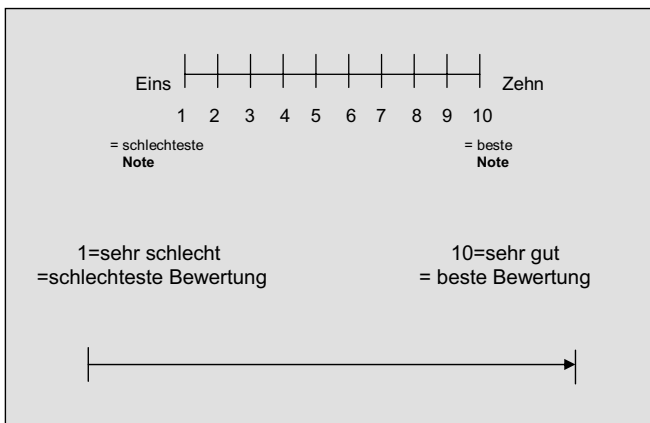 Eins Zehn
1 2 3 4 5 6 7 8 9 10
= schlechteste = beste
Note Note
1=sehr schlecht 10=sehr gut
=schlechteste Bewertung = beste Bewertung